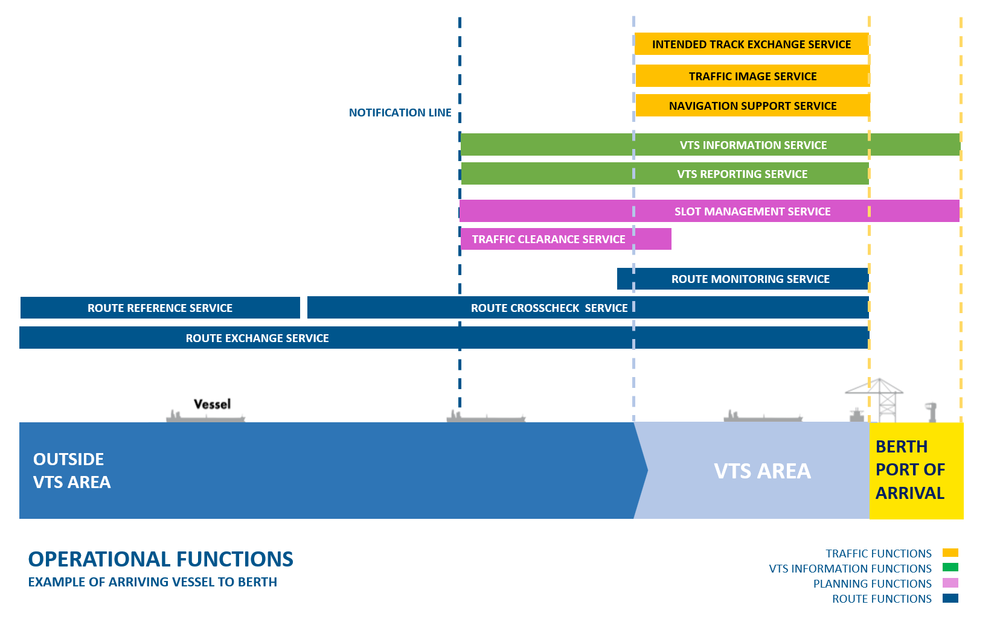 INTENDED TRACK EXCHANGE SERVICE
TRAFFIC IMAGE SERVICE
NAVIGATION SUPPORT SERVICE
NOTIFICATION LINE
VTS INFORMATION SERVICE
VTS REPORTING SERVICE
SLOT MANAGEMENT SERVICE
TRAFFIC CLEARANCE SERVICE
ROUTE MONITORING SERVICE
ROUTE REFERENCE SERVICE
ROUTE CROSSCHECK SERVICE
ROUTE EXCHANGE SERVICE
Vessel
OUTSIDE
VTS AREA
VTS AREA
BERTH
PORT OF
ARRIVAL
OPERATIONAL FUNCTIONS
EXAMPLE OF ARRIVING VESSEL TO BERTH
TRAFFIC FUNCTIONS
VTS INFORMATION FUNCTIONS
PLANNING FUNCTIONS
ROUTE FUNCTIONS